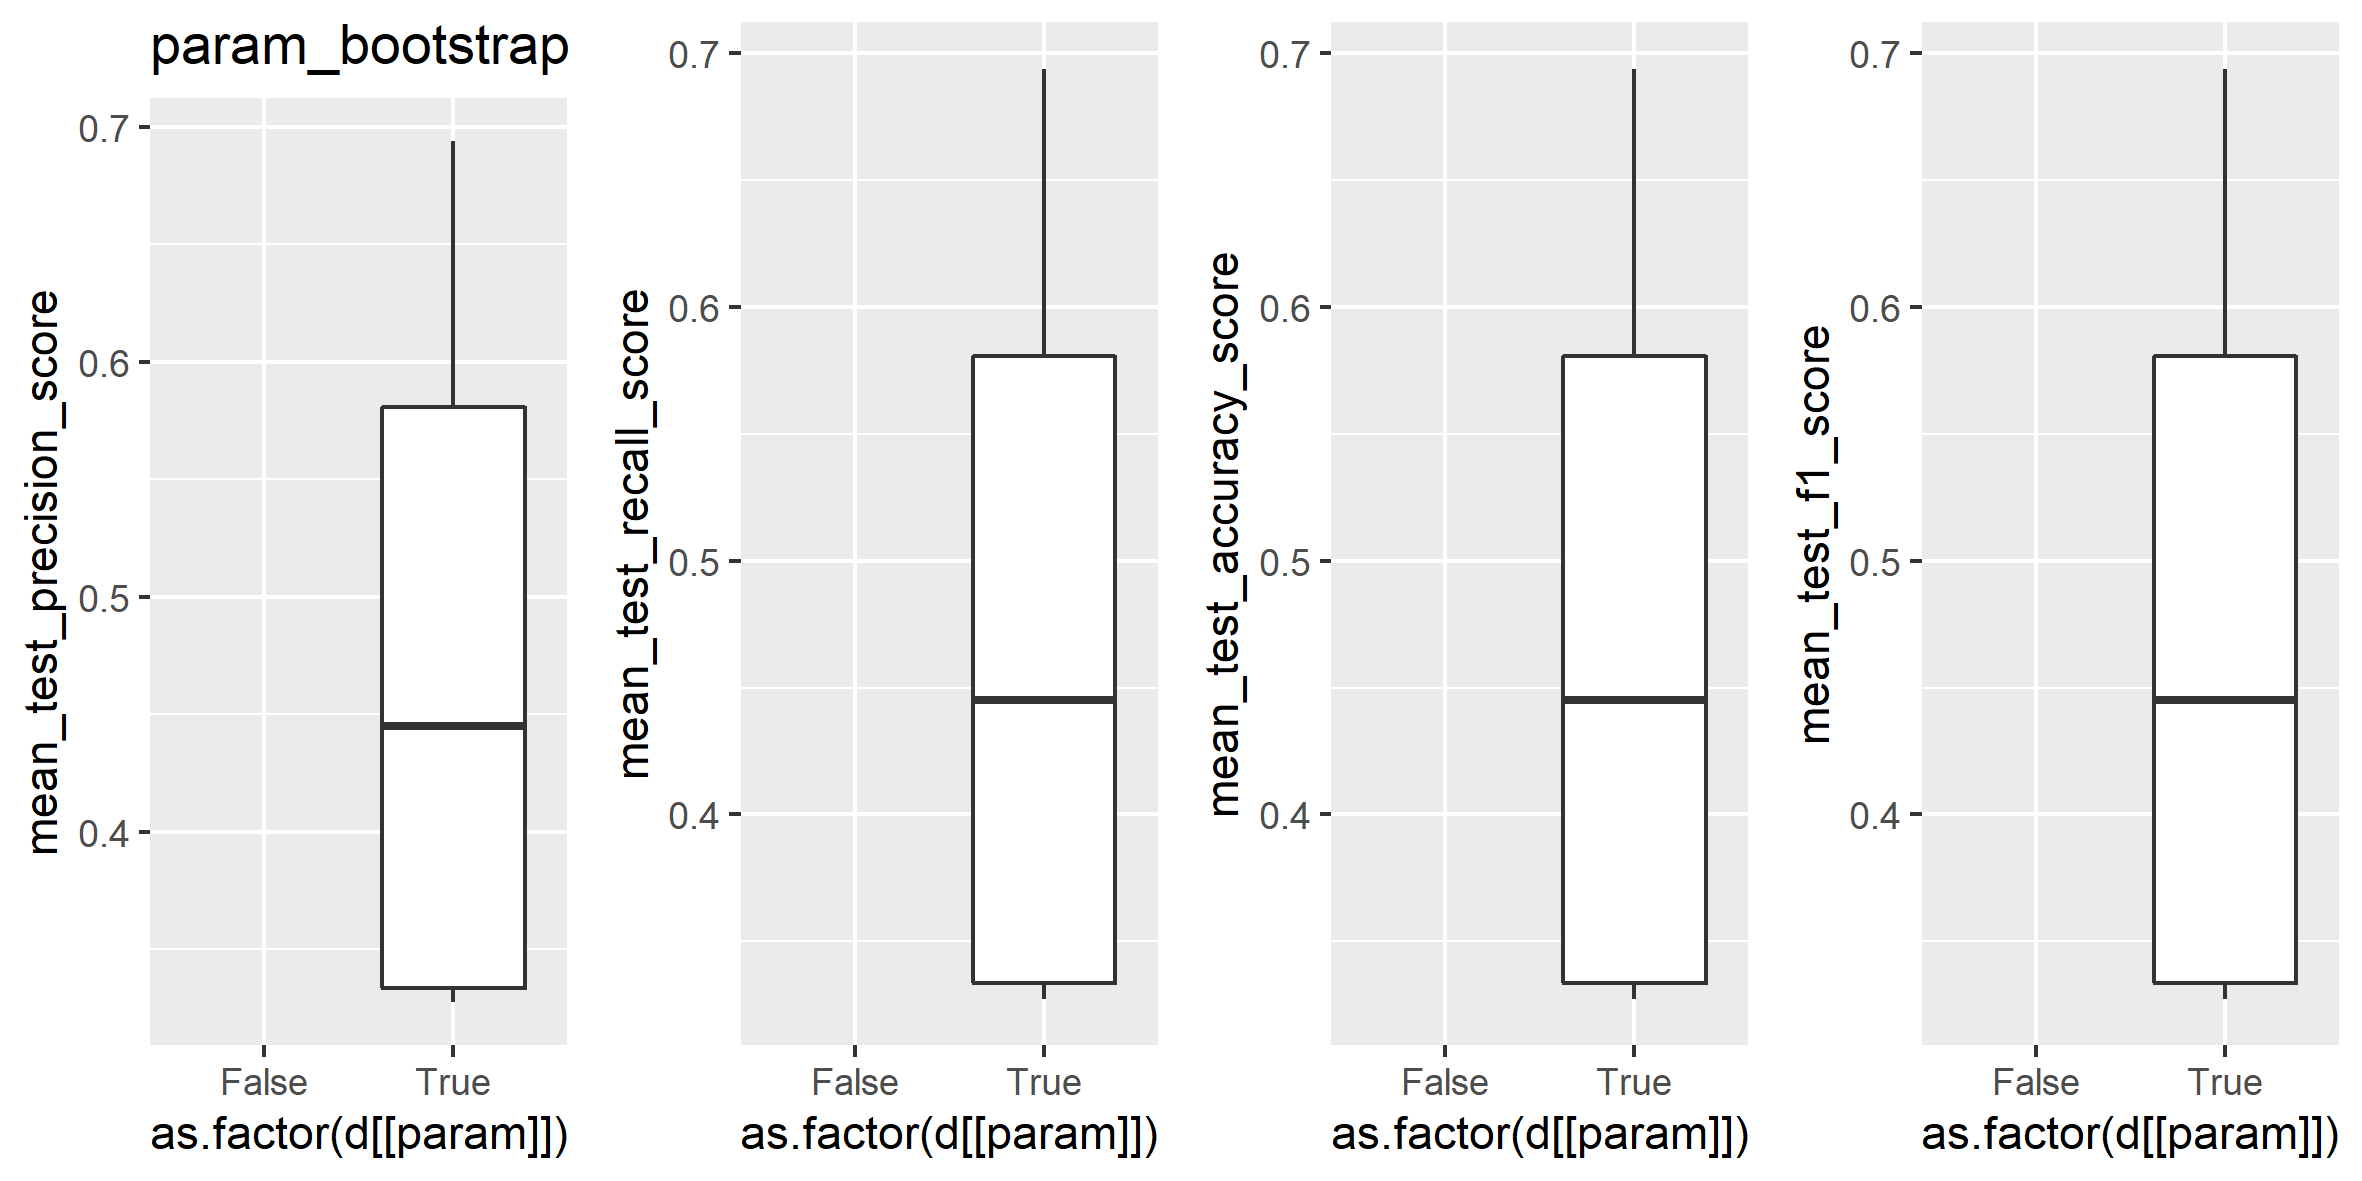 param_bootstrap
mean_test_precision_score
0.7
0.6
0.5
0.4
False True
as.factor(d[[param]])
mean_test_recall_score
0.7
0.6
0.5
0.4
False True
as.factor(d[[param]])
mean_test_accuracy_score
0.7
0.6
0.5
0.4
False True
as.factor(d[[param]])
mean_test_f1_score
0.7
0.6
0.5
0.4
False True
as.factor(d[[param]])